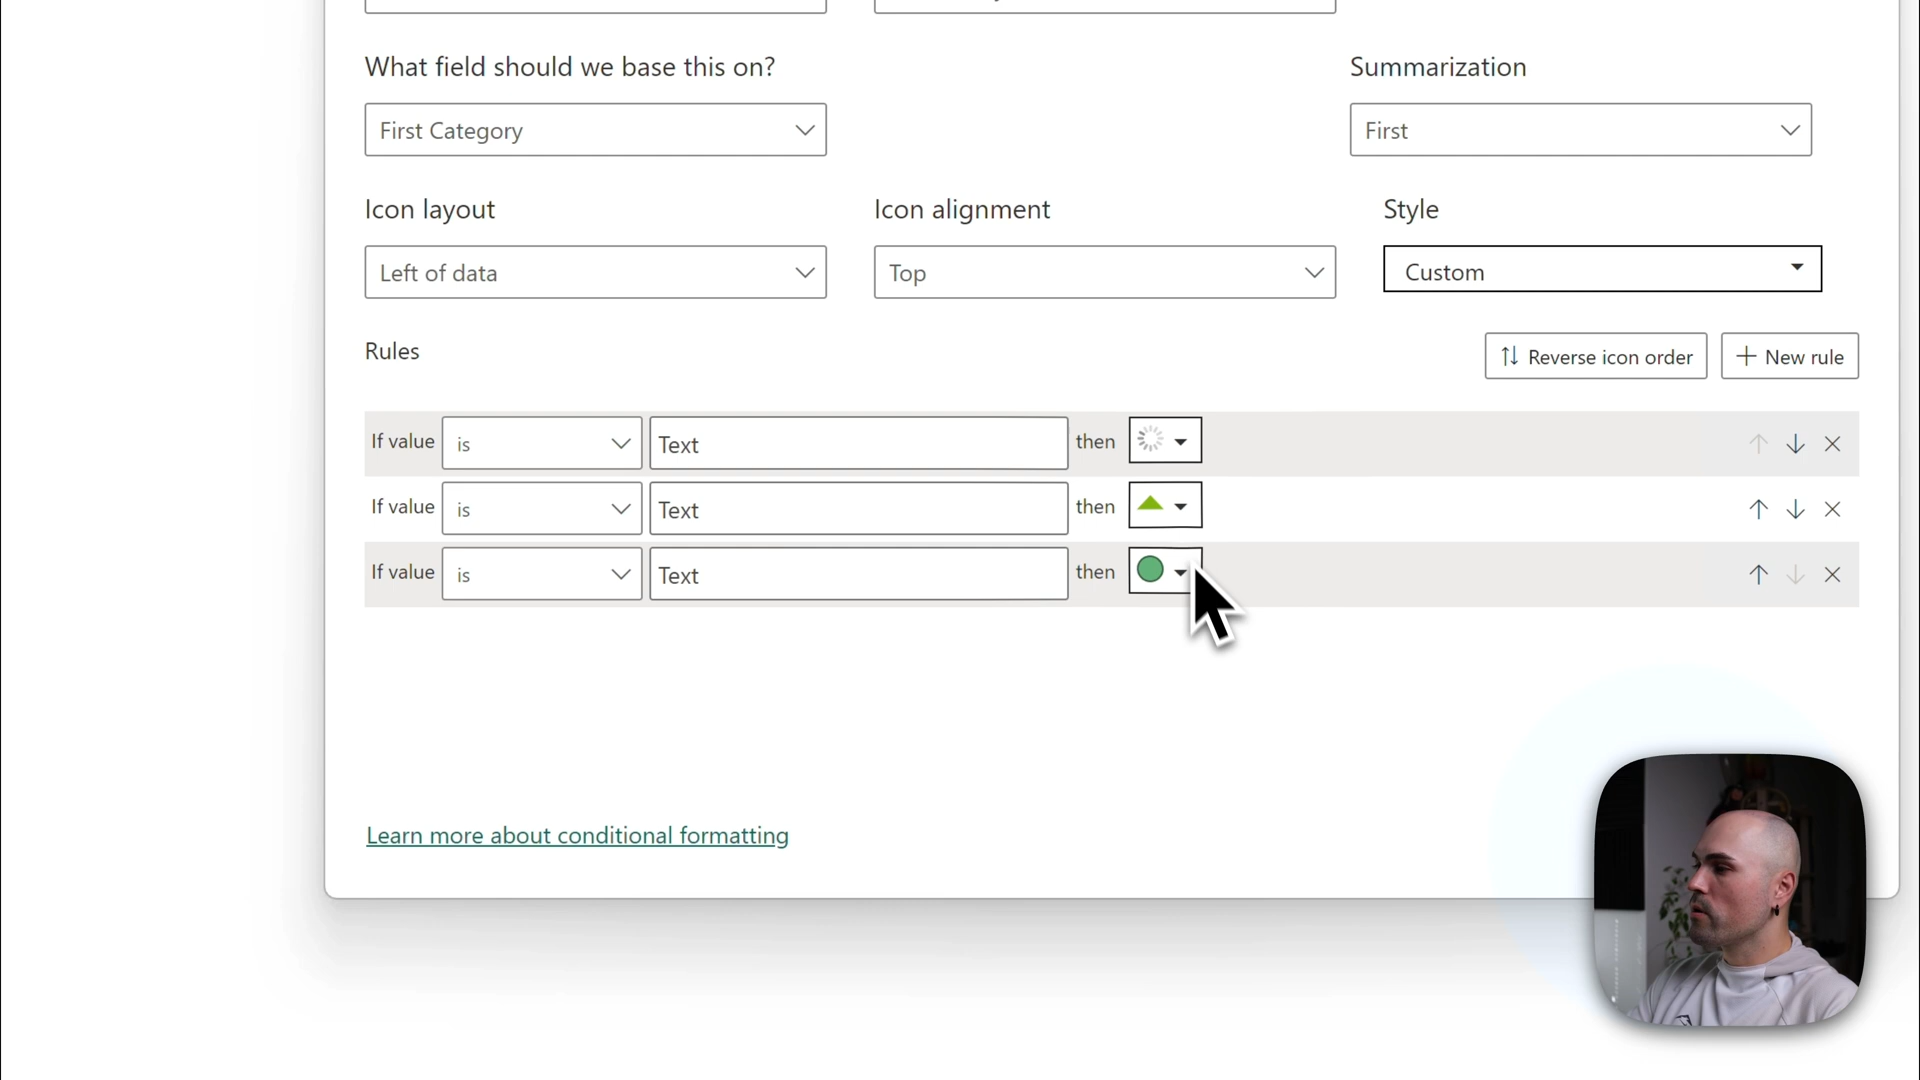 What field should we base this on?
Summarization
First Category
First
Icon layout
Icon alignment
Style
Left of data
Top
Custom
Rules
Reverse icon order
New rule
If value is Text then
If value is Text then
If value is Text then
Learn more about conditional formatting